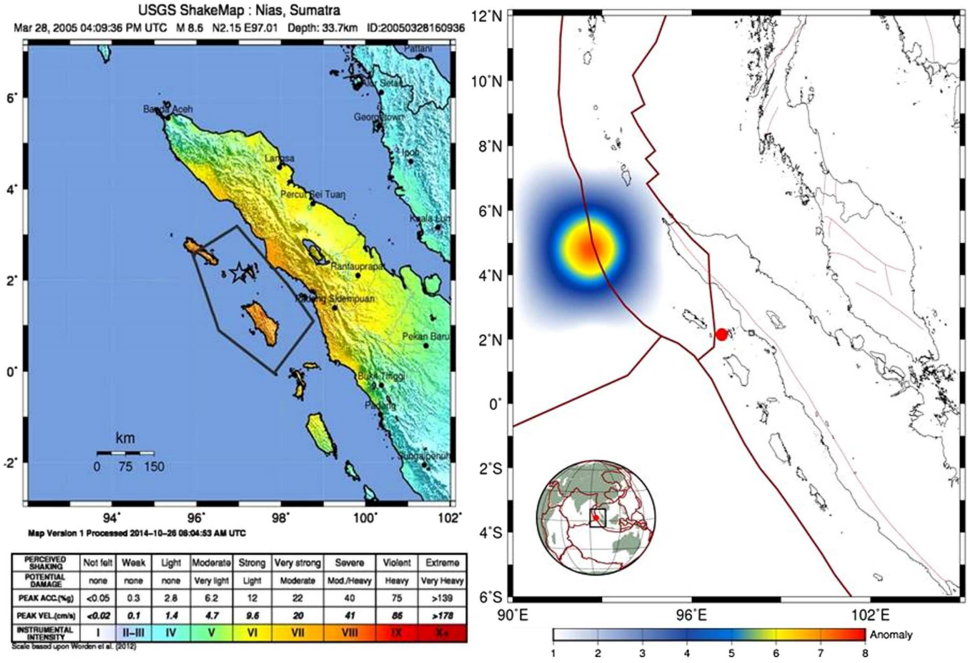 USGS ShakeMap : Nias, Sumatra
Mar 28, 2005 04:09:36 PM UTC M 8.6 N2.15 E97.01 Depth: 33.7km ID:200503281609​36
Pattani
Alor Setar
Banda Aceh
Georgetown
Ipoh
Langsa
Percut Sei Tuan
Kuala Lum
Rantauprapat
Padang Sidempuan
Pekan Baru
Bukit Tinggi
Padang
Sungaipenuh
6˚
4˚
2˚
0˚
-2˚
km
0 75 150
94˚ 96˚ 98˚ 100˚ 102˚
Map Version 1 Processed 2014-10-26 08:04:53 AM UTC
PERCEIVED SHAKING Not felt Weak Light Moderate Strong Very strong Severe Violent Extreme
POTENTIAL DAMAGE none none none Very light Light Moderate Mod./Heavy Heavy Very Heavy
PEAK ACC.(%g) <0.05 0.3 2.8 6.2 12 22 40 75 >139
PEAK VEL.(cm/s) <0.02 0.1 1.4 4.7 9.6 20 41 86 >178
INSTRUMENTAL INTENSITY I II-III IV V VI VII VIII IX X+
Scale based upon Worden et al. (2012)
12˚N
10˚N
8˚N
6˚N
4˚N
2˚N
0˚
2˚S
4˚S
6˚S
90˚E 96˚E 102˚E
Anomaly
1 2 3 4 5 6 7 8